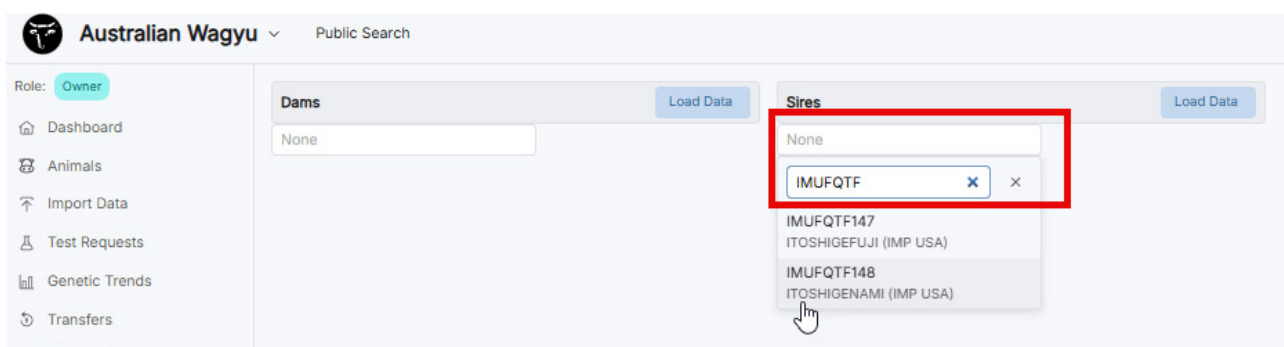 Australian Wagyu Public Search
Role: Owner
Dashboard
Animals
Import Data
Test Requests
Genetic Trends
Transfers
Dams Load Data
None
Sires Load Data
None
IMUFQTF
IMUFQTF147
ITOSHIGEFUJI (IMP USA)
IMUFQTF148
ITOSHIGENAMI (IMP USA)